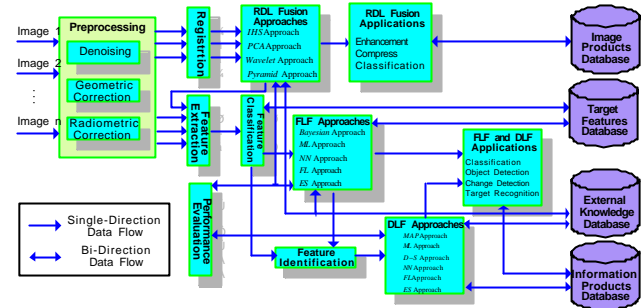 Image 1
Image 2
Image n
Preprocessing
Denoising
Geometric
Correction
Radiometric
Correction
Registrtion
RDL Fusion
Approaches
IHS Approach
PCA Approach
Wavelet Approach
Pyramid Approach
RDL Fusion
Applications
Enhancement
Compress
Classification
Image
Products
Database
Feature
Extraction
Feature
Classification
FLF Approaches
Bayesian Approach
ML Approach
NN Approach
FL Approach
ES Approach
Target
Features
Database
FLF and DLF
Applications
Classification
Object Detection
Change Detection
Target Recognition
External
Knowledge
Database
Performance
Evaluation
Feature
Identification
DLF Approaches
MAP Approach
ML Approach
D-S Approach
NN Approach
FL Approach
ES Approach
Information
Products
Database
Single-Direction
Data Flow
Bi-Direction
Data Flow